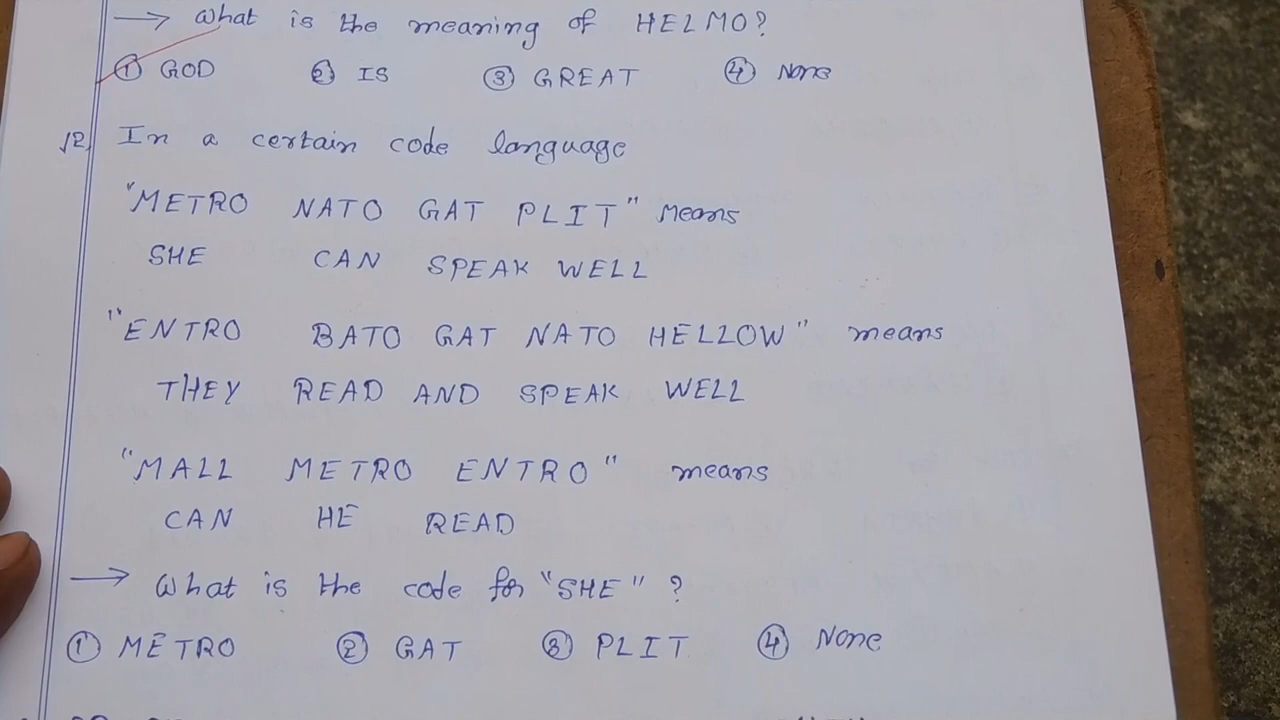 → What is the meaning of HELMO?
① GOD ② IS ③ GREAT ④ None
12 In a certain code language
"METRO NATO GAT PLIT" means
SHE CAN SPEAK WELL
"ENTRO BATO GAT NATO HELLOW" means
THEY READ AND SPEAK WELL
"MALL METRO ENTRO" means
CAN HE READ
→ What is the code for "SHE" ?
① METRO ② GAT ③ PLIT ④ None